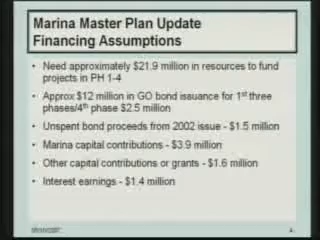 Marina Master Plan Update
Financing Assumptions
• Need approximately $21.9 million in resources to fund
projects in PH 1-4
• Approx $12 million in GO bond issuance for 1st three
phases/4th phase $2.5 million
• Unspent bond proceeds from 2002 issue - $1.5 million
• Marina capital contributions - $3.9 million
• Other capital contributions or grants - $1.6 million
• Interest earnings - $1.4 million